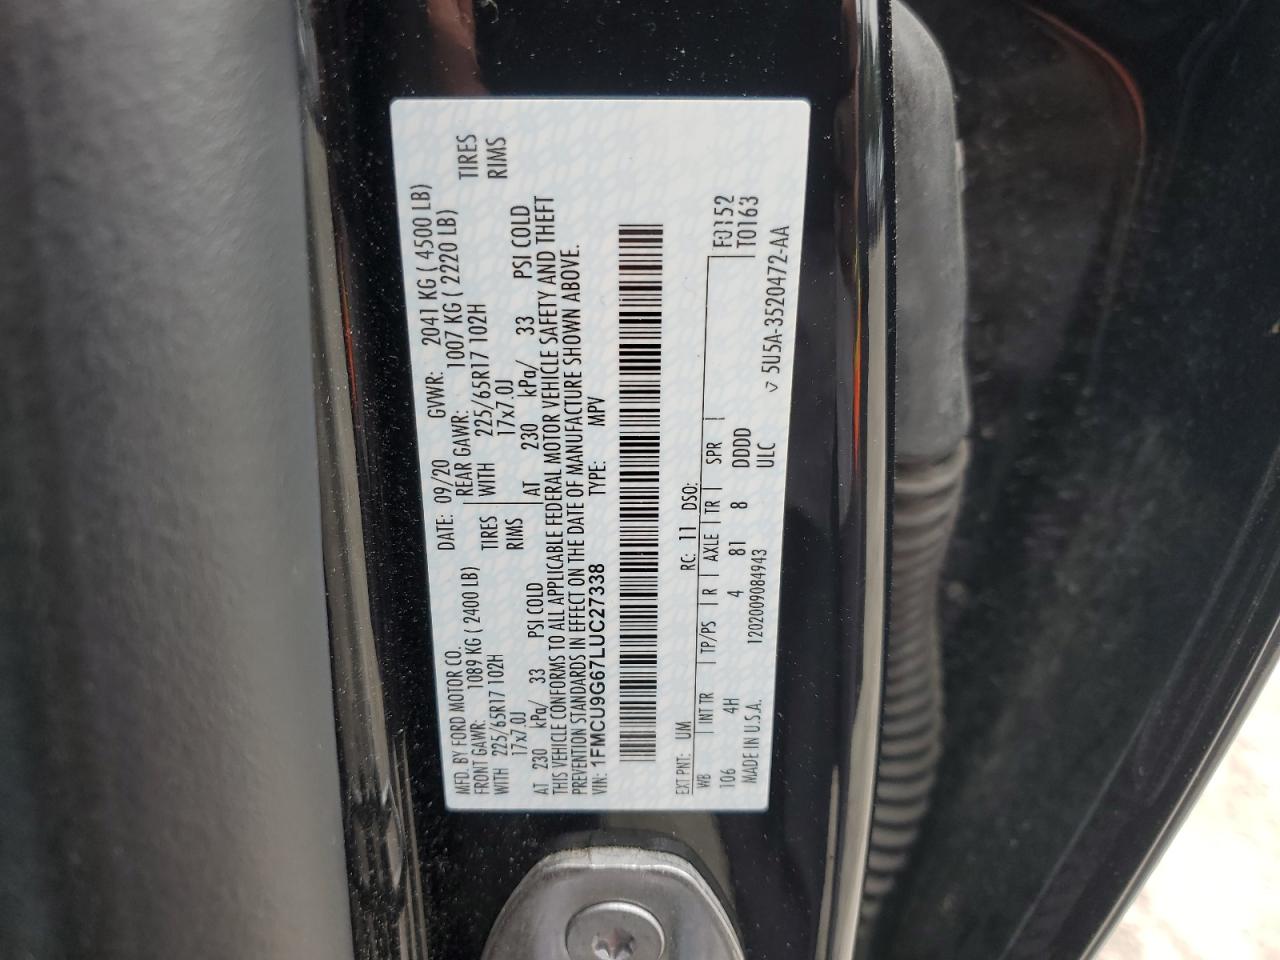 MFD. BY FORD MOTOR CO. DATE: 09/20 GVWR: 2041 KG ( 4500 LB)
FRONT GAWR: 1089 KG ( 2400 LB) REAR GAWR: 1007 KG ( 2220 LB)
WITH 225/65R17 102H TIRES WITH 225/65R17 102H TIRES
17x7.0J RIMS 17x7.0J RIMS
AT 230 kPa/ 33 PSI COLD AT 230 kPa/ 33 PSI COLD
THIS VEHICLE CONFORMS TO ALL APPLICABLE FEDERAL MOTOR VEHICLE SAFETY AND THEFT
PREVENTION STANDARDS IN EFFECT ON THE DATE OF MANUFACTURE SHOWN ABOVE.
VIN: 1FMCU9G67LUC27338 TYPE: MPV
EXT PNT: UM RC: 11 DSO: F0152
WB INT TR TP/PS R AXLE TR SPR T0163
106 4H 4 81 8 DDDD
MADE IN U.S.A. 1202009084943 ULC
▽ 5U5A-3520472-AA